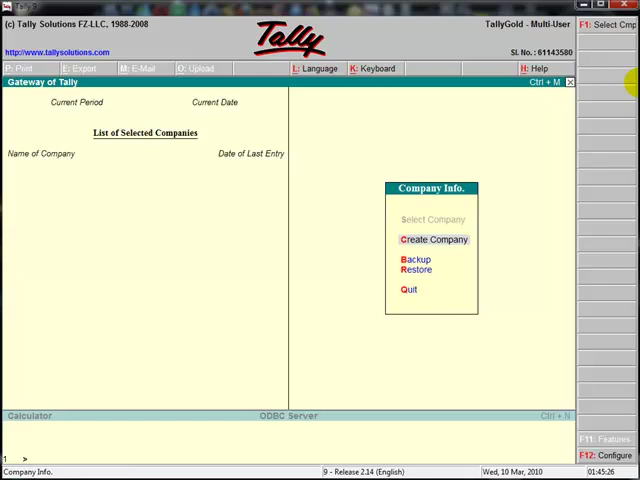 Tally 9
(c) Tally Solutions FZ-LLC, 1988-2008
TallyGold - Multi-User
F1: Select Cmp
Tally
http://www.tallysolutions.com
Sl. No.: 61143580
P: Print
E: Export
M: E-Mail
O: Upload
L: Language
K: Keyboard
H: Help
Gateway of Tally
Ctrl + M
Current Period
Current Date
List of Selected Companies
Name of Company
Date of Last Entry
Company Info.
Select Company
Create Company
Backup
Restore
Quit
Calculator
ODBC Server
Ctrl + N
F11: Features
1 >
F12: Configure
Company Info.
9 - Release 2.14 (English)
Wed, 10 Mar, 2010
01:45:26